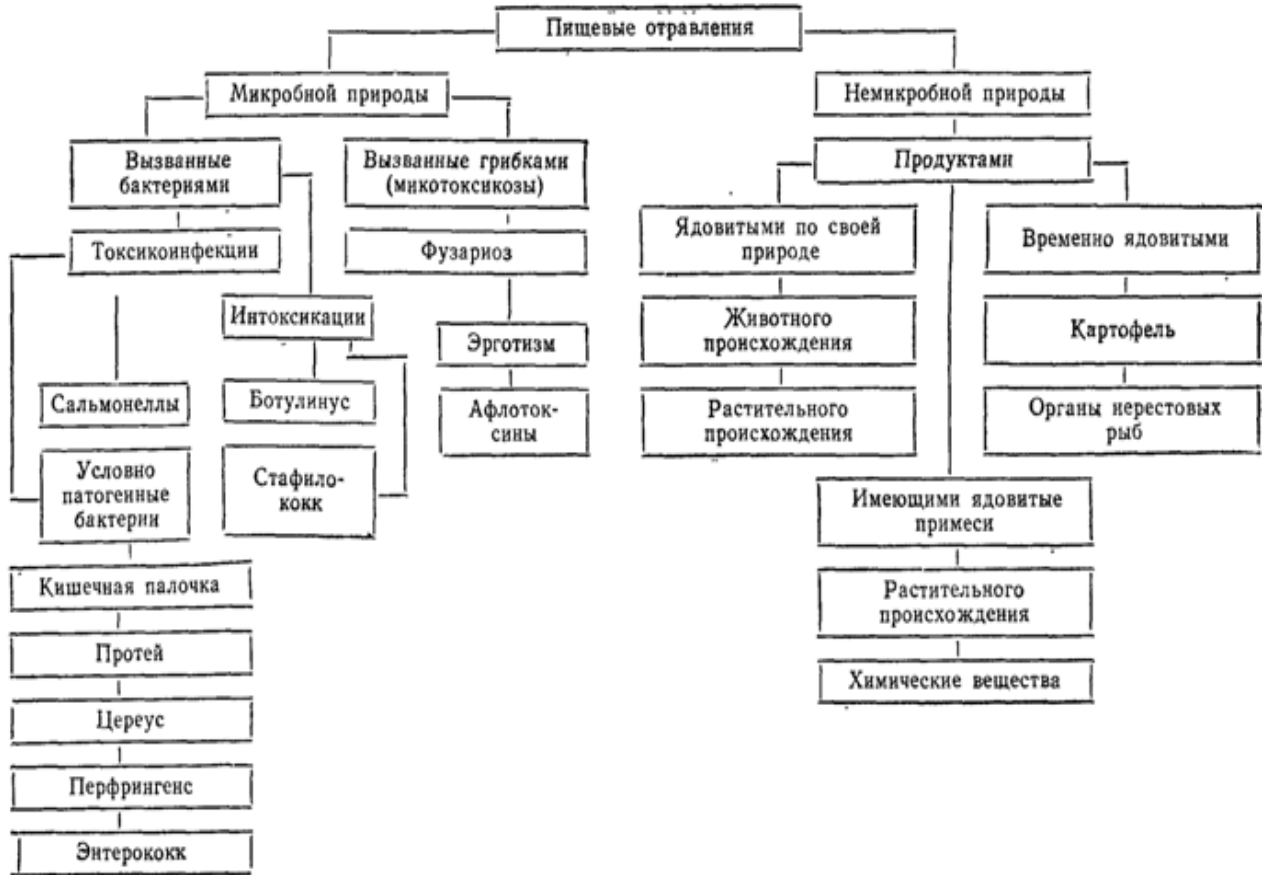 Пищевые отравления
Микробной природы
Немикробной природы
Вызванные
бактериями
Вызванные грибками
(микотоксикозы)
Продуктами
Токсикоинфекции
Фузариоз
Ядовитыми по своей
природе
Временно ядовитыми
Интоксикации
Эрготизм
Животного
происхождения
Картофель
Сальмонеллы
Ботулинус
Афлоток-
сины
Растительного
происхождения
Органы нерестовых
рыб
Условно
патогенные
бактерии
Стафило-
кокк
Имеющими ядовитые
примеси
Кишечная палочка
Растительного
происхождения
Протей
Химические вещества
Цереус
Перфрингенс
Энтерококк